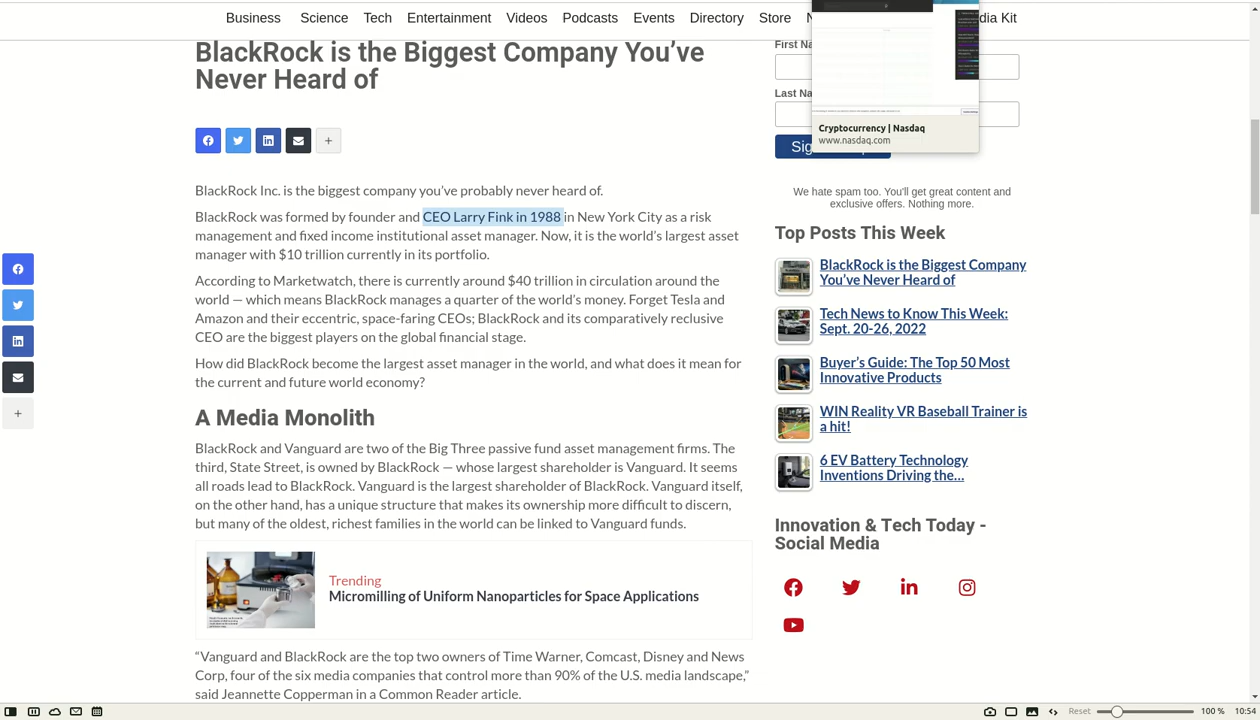 Business Science Tech Entertainment Videos Podcasts Events Directory Store
BlackRock is the Biggest Company You’ve
Never Heard of
BlackRock Inc. is the biggest company you’ve probably never heard of.
BlackRock was formed by founder and CEO Larry Fink in 1988 in New York City as a risk
management and fixed income institutional asset manager. Now, it is the world’s largest asset
manager with $10 trillion currently in its portfolio.
According to Marketwatch, there is currently around $40 trillion in circulation around the
world — which means BlackRock manages a quarter of the world’s money. Forget Tesla and
Amazon and their eccentric, space-faring CEOs; BlackRock and its comparatively reclusive
CEO are the biggest players on the global financial stage.
How did BlackRock become the largest asset manager in the world, and what does it mean for
the current and future world economy?
A Media Monolith
BlackRock and Vanguard are two of the Big Three passive fund asset management firms. The
third, State Street, is owned by BlackRock — whose largest shareholder is Vanguard. It seems
all roads lead to BlackRock. Vanguard is the largest shareholder of BlackRock. Vanguard itself,
on the other hand, has a unique structure that makes its ownership more difficult to discern,
but many of the oldest, richest families in the world can be linked to Vanguard funds.
Trending
Micromilling of Uniform Nanoparticles for Space Applications
“Vanguard and BlackRock are the top two owners of Time Warner, Comcast, Disney and News
Corp, four of the six media companies that control more than 90% of the U.S. media landscape,”
said Jeannette Copperman in a Common Reader article.
Kit
First
Last
Cryptocurrency | Nasdaq
www.nasdaq.com
We hate spam too. You'll get great content and
exclusive offers. Nothing more.
Top Posts This Week
BlackRock is the Biggest Company
You’ve Never Heard of
Tech News to Know This Week:
Sept. 20-26, 2022
Buyer’s Guide: The Top 50 Most
Innovative Products
WIN Reality VR Baseball Trainer is
a hit!
6 EV Battery Technology
Inventions Driving the...
Innovation & Tech Today -
Social Media
Reset 100 % 10:54